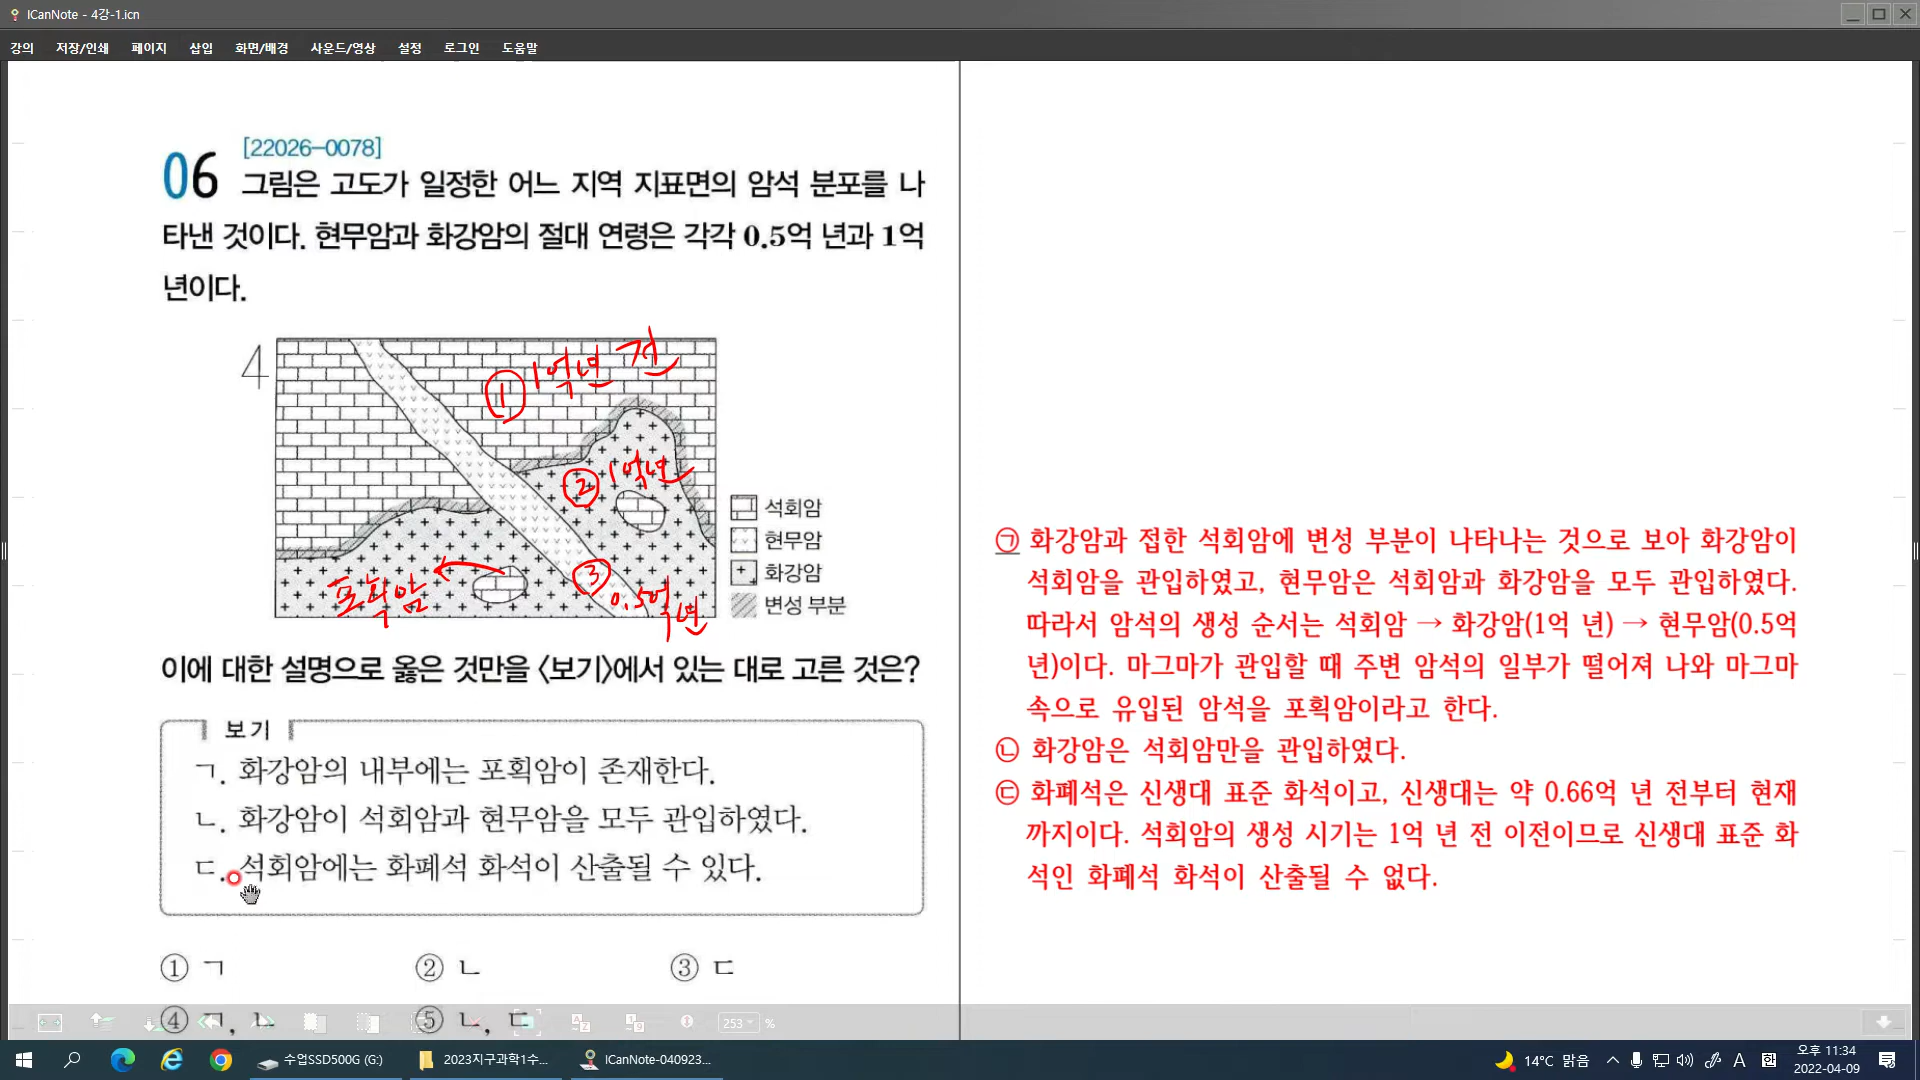 ICanNote - 4강-1.icn
강의 저장/인쇄 페이지 삽입 화면/배경 사운드/영상 설정 로그인 도움말
[22026-0078]
06 그림은 고도가 일정한 어느 지역 지표면의 암석 분포를 나
타낸 것이다. 현무암과 화강암의 절대 연령은 각각 0.5억 년과 1억
년이다.
4
① 1억년 전
② 1억년
③ 0.5억년
포획암
석회암
현무암
화강암
변성 부분
이에 대한 설명으로 옳은 것만을 〈보기〉에서 있는 대로 고른 것은?
보기
ㄱ. 화강암의 내부에는 포획암이 존재한다.
ㄴ. 화강암이 석회암과 현무암을 모두 관입하였다.
ㄷ. 석회암에는 화폐석 화석이 산출될 수 있다.
① ㄱ ② ㄴ ③ ㄷ
④ ㄱ, ㄴ ⑤ ㄴ, ㄷ
㉠ 화강암과 접한 석회암에 변성 부분이 나타나는 것으로 보아 화강암이
석회암을 관입하였고, 현무암은 석회암과 화강암을 모두 관입하였다.
따라서 암석의 생성 순서는 석회암 → 화강암(1억 년) → 현무암(0.5억
년)이다. 마그마가 관입할 때 주변 암석의 일부가 떨어져 나와 마그마
속으로 유입된 암석을 포획암이라고 한다.
㉡ 화강암은 석회암만을 관입하였다.
㉢ 화폐석은 신생대 표준 화석이고, 신생대는 약 0.66억 년 전부터 현재
까지이다. 석회암의 생성 시기는 1억 년 전 이전이므로 신생대 표준 화
석인 화폐석 화석이 산출될 수 없다.
253 %
수업SSD500G (G:) 2023지구과학1수... ICanNote-040923...
14°C 맑음 A 한 오후 11:34
2022-04-09